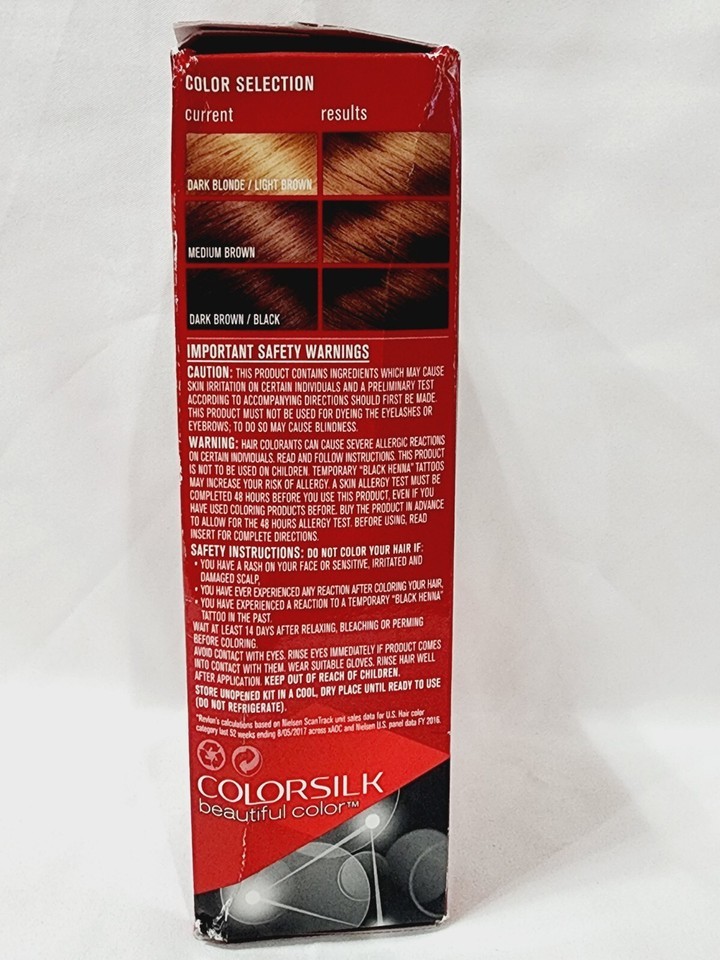 COLOR SELECTION
current results
DARK BLONDE / LIGHT BROWN
MEDIUM BROWN
DARK BROWN / BLACK
IMPORTANT SAFETY WARNINGS
CAUTION: THIS PRODUCT CONTAINS INGREDIENTS WHICH MAY CAUSE
SKIN IRRITATION ON CERTAIN INDIVIDUALS AND A PRELIMINARY TEST
ACCORDING TO ACCOMPANYING DIRECTIONS SHOULD FIRST BE MADE.
THIS PRODUCT MUST NOT BE USED FOR DYEING THE EYELASHES OR
EYEBROWS; TO DO SO MAY CAUSE BLINDNESS.
WARNING: HAIR COLORANTS CAN CAUSE SEVERE ALLERGIC REACTIONS
ON CERTAIN INDIVIDUALS. READ AND FOLLOW INSTRUCTIONS. THIS PRODUCT
IS NOT TO BE USED ON CHILDREN. TEMPORARY "BLACK HENNA" TATTOOS
MAY INCREASE YOUR RISK OF ALLERGY. A SKIN ALLERGY TEST MUST BE
COMPLETED 48 HOURS BEFORE YOU USE THIS PRODUCT, EVEN IF YOU
HAVE USED COLORING PRODUCTS BEFORE. BUY THE PRODUCT IN ADVANCE
TO ALLOW FOR THE 48 HOURS ALLERGY TEST. BEFORE USING, READ
INSERT FOR COMPLETE DIRECTIONS.
SAFETY INSTRUCTIONS: DO NOT COLOR YOUR HAIR IF:
• YOU HAVE A RASH ON YOUR FACE OR SENSITIVE, IRRITATED AND
DAMAGED SCALP,
• YOU HAVE EVER EXPERIENCED ANY REACTION AFTER COLORING YOUR HAIR,
• YOU HAVE EXPERIENCED A REACTION TO A TEMPORARY "BLACK HENNA"
TATTOO IN THE PAST.
WAIT AT LEAST 14 DAYS AFTER RELAXING, BLEACHING OR PERMING
BEFORE COLORING.
AVOID CONTACT WITH EYES. RINSE EYES IMMEDIATELY IF PRODUCT COMES
INTO CONTACT WITH THEM. WEAR SUITABLE GLOVES. RINSE HAIR WELL
AFTER APPLICATION. KEEP OUT OF REACH OF CHILDREN.
STORE UNOPENED KIT IN A COOL, DRY PLACE UNTIL READY TO USE
(DO NOT REFRIGERATE).
*Revlon's calculations based on Nielsen ScanTrack unit sales data for U.S. Hair color
category last 52 weeks ending 8/05/2017 across xAOC and Nielsen U.S. panel data FY 2016.
COLORSILK
beautiful color™